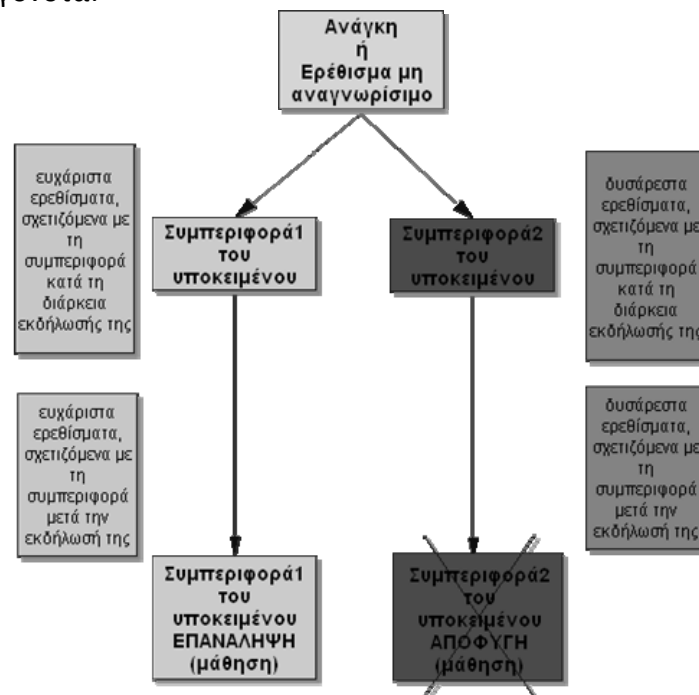 Ανάγκη
ή
Ερέθισμα μη
αναγνωρίσιμο
ευχάριστα
ερεθίσματα,
σχετιζόμενα με
τη
συμπεριφορά
κατά τη
διάρκεια
εκδήλωσής της
Συμπεριφορά1
του
υποκειμένου
Συμπεριφορά2
του
υποκειμένου
δυσάρεστα
ερεθίσματα,
σχετιζόμενα με
τη
συμπεριφορά
κατά τη
διάρκεια
εκδήλωσής της
ευχάριστα
ερεθίσματα,
σχετιζόμενα με
τη
συμπεριφορά
μετά την
εκδήλωσή της
δυσάρεστα
ερεθίσματα,
σχετιζόμενα με
τη
συμπεριφορά
μετά την
εκδήλωσή της
Συμπεριφορά1
του
υποκειμένου
ΕΠΑΝΑΛΗΨΗ
(μάθηση)
Συμπεριφορά2
του
υποκειμένου
ΑΠΟΦΥΓΗ
(μάθηση)